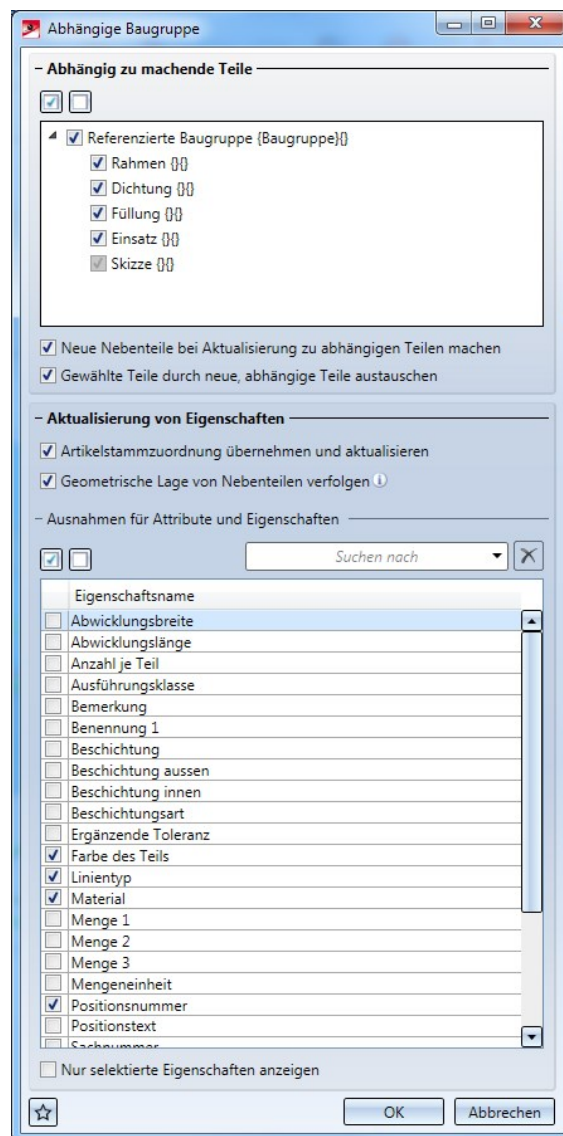 Abhängige Baugruppe
Abhängig zu machende Teile
Referenzierte Baugruppe {Baugruppe}{}
Rahmen {}{}
Dichtung {}{}
Füllung {}{}
Einsatz {}{}
Skizze {}{}
Neue Nebenteile bei Aktualisierung zu abhängigen Teilen machen
Gewählte Teile durch neue, abhängige Teile austauschen
Aktualisierung von Eigenschaften
Artikelstammzuordnung übernehmen und aktualisieren
Geometrische Lage von Nebenteilen verfolgen
Ausnahmen für Attribute und Eigenschaften
Suchen nach
Eigenschaftsname
Abwicklungsbreite
Abwicklungslänge
Anzahl je Teil
Ausführungsklasse
Bemerkung
Benennung 1
Beschichtung
Beschichtung aussen
Beschichtung innen
Beschichtungsart
Ergänzende Toleranz
Farbe des Teils
Linientyp
Material
Menge 1
Menge 2
Menge 3
Mengeneinheit
Positionsnummer
Positionstext
Sachnummer
Nur selektierte Eigenschaften anzeigen
OK Abbrechen